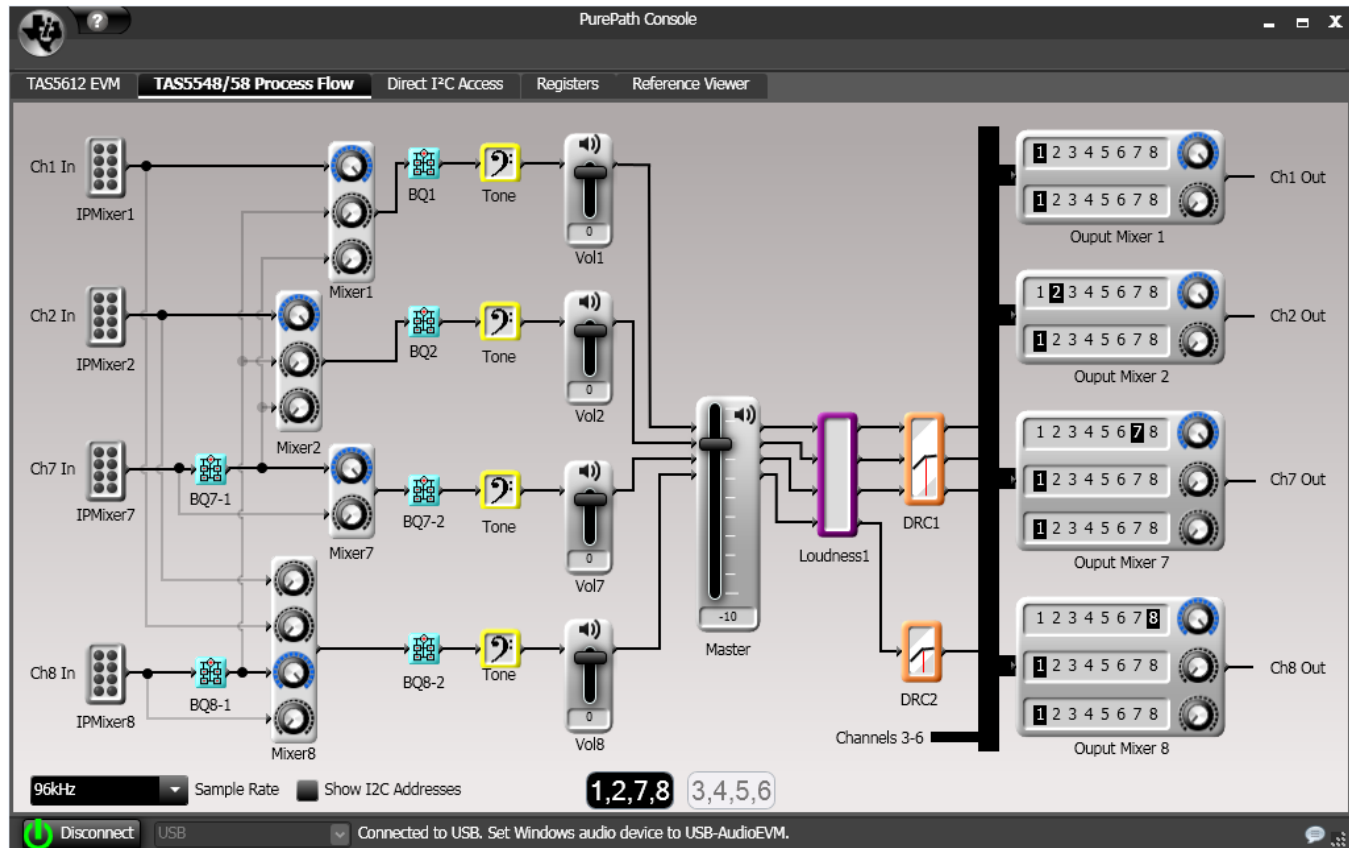 PurePath Console
?
TAS5612 EVM TAS5548/58 Process Flow Direct I²C Access Registers Reference Viewer
Ch1 In
IPMixer1
Mixer1
BQ1
Tone
0
Vol1
Ch2 In
IPMixer2
Mixer2
BQ2
Tone
0
Vol2
Ch7 In
IPMixer7
BQ7-1
Mixer7
BQ7-2
Tone
0
Vol7
Ch8 In
IPMixer8
BQ8-1
Mixer8
BQ8-2
Tone
0
Vol8
-10
Master
Loudness1
DRC1
DRC2
Channels 3-6
1 2 3 4 5 6 7 8
1 2 3 4 5 6 7 8
Ouput Mixer 1
Ch1 Out
1 2 3 4 5 6 7 8
1 2 3 4 5 6 7 8
Ouput Mixer 2
Ch2 Out
1 2 3 4 5 6 7 8
1 2 3 4 5 6 7 8
1 2 3 4 5 6 7 8
Ouput Mixer 7
Ch7 Out
1 2 3 4 5 6 7 8
1 2 3 4 5 6 7 8
1 2 3 4 5 6 7 8
Ouput Mixer 8
Ch8 Out
96kHz Sample Rate Show I2C Addresses 1,2,7,8 3,4,5,6
Disconnect USB Connected to USB. Set Windows audio device to USB-AudioEVM.